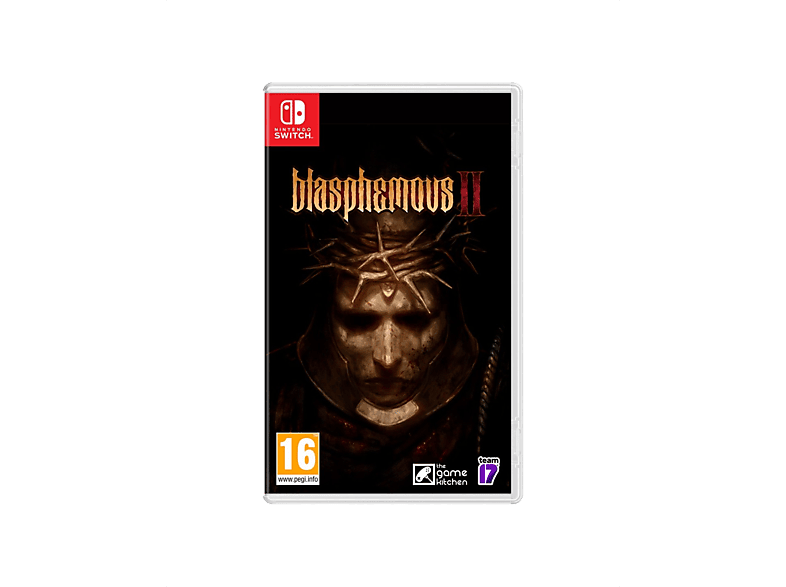 NINTENDO
SWITCH
blasphemous II
16
www.pegi.info
the
game
kitchen
team
17